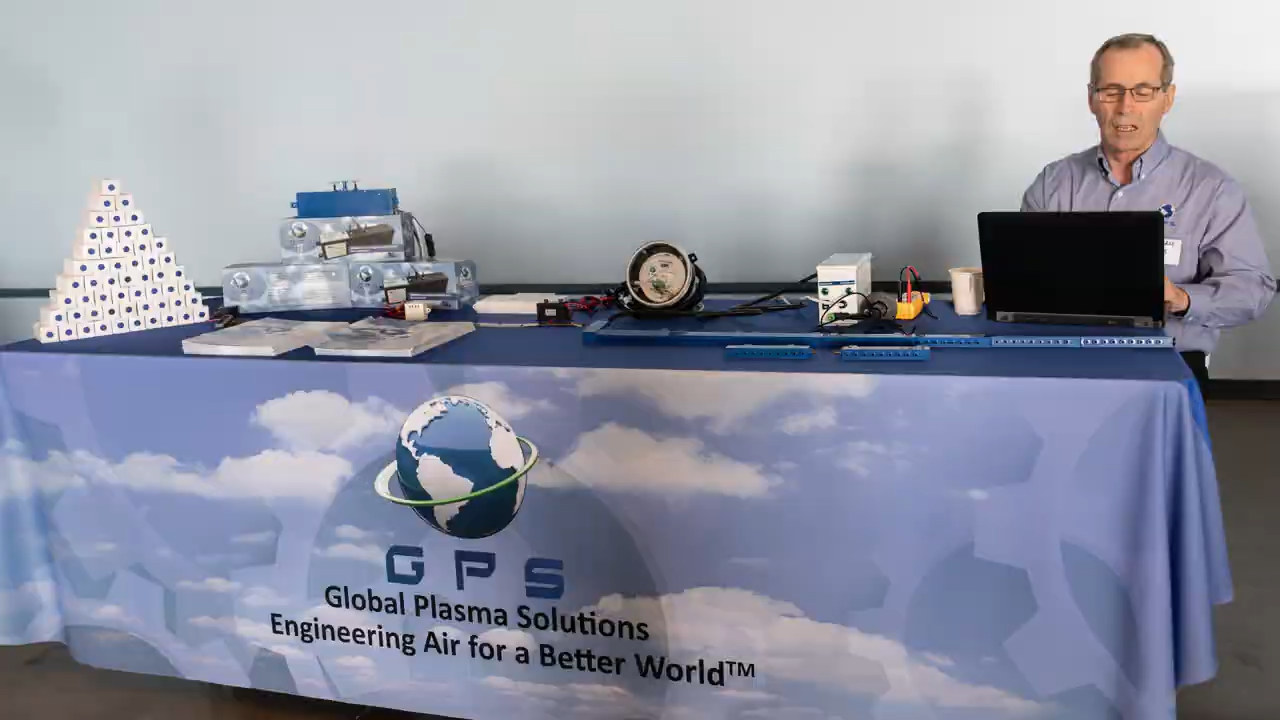 GPS
Global Plasma Solutions
Engineering Air for a Better World™